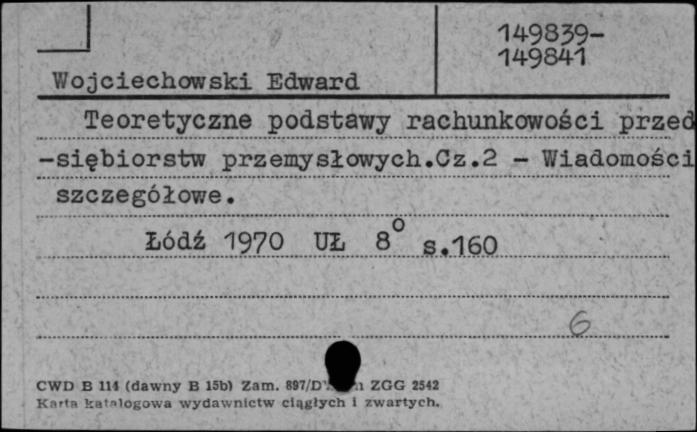 149839-
149841
Wojciechowski Edward
Teoretyczne podstawy rachunkowości przed
-siębiorstw przemysłowych.Cz.2 - Wiadomości
szczegółowe.
Łódź 1970 UŁ 8° s.160
6
CWD B 114 (dawny B 15b) Zam. 897/D ZGG 2542
Karta katalogowa wydawnictw ciągłych i zwartych.